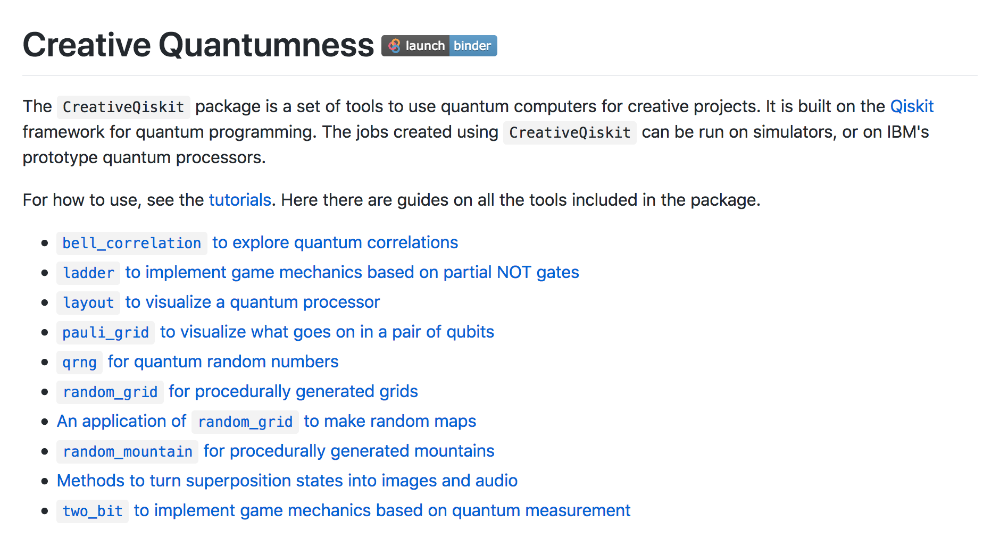 Creative Quantumness launch binder
The CreativeQiskit package is a set of tools to use quantum computers for creative projects. It is built on the Qiskit
framework for quantum programming. The jobs created using CreativeQiskit can be run on simulators, or on IBM's
prototype quantum processors.
For how to use, see the tutorials. Here there are guides on all the tools included in the package.
• bell_correlation to explore quantum correlations
• ladder to implement game mechanics based on partial NOT gates
• layout to visualize a quantum processor
• pauli_grid to visualize what goes on in a pair of qubits
• qrng for quantum random numbers
• random_grid for procedurally generated grids
• An application of random_grid to make random maps
• random_mountain for procedurally generated mountains
• Methods to turn superposition states into images and audio
• two_bit to implement game mechanics based on quantum measurement